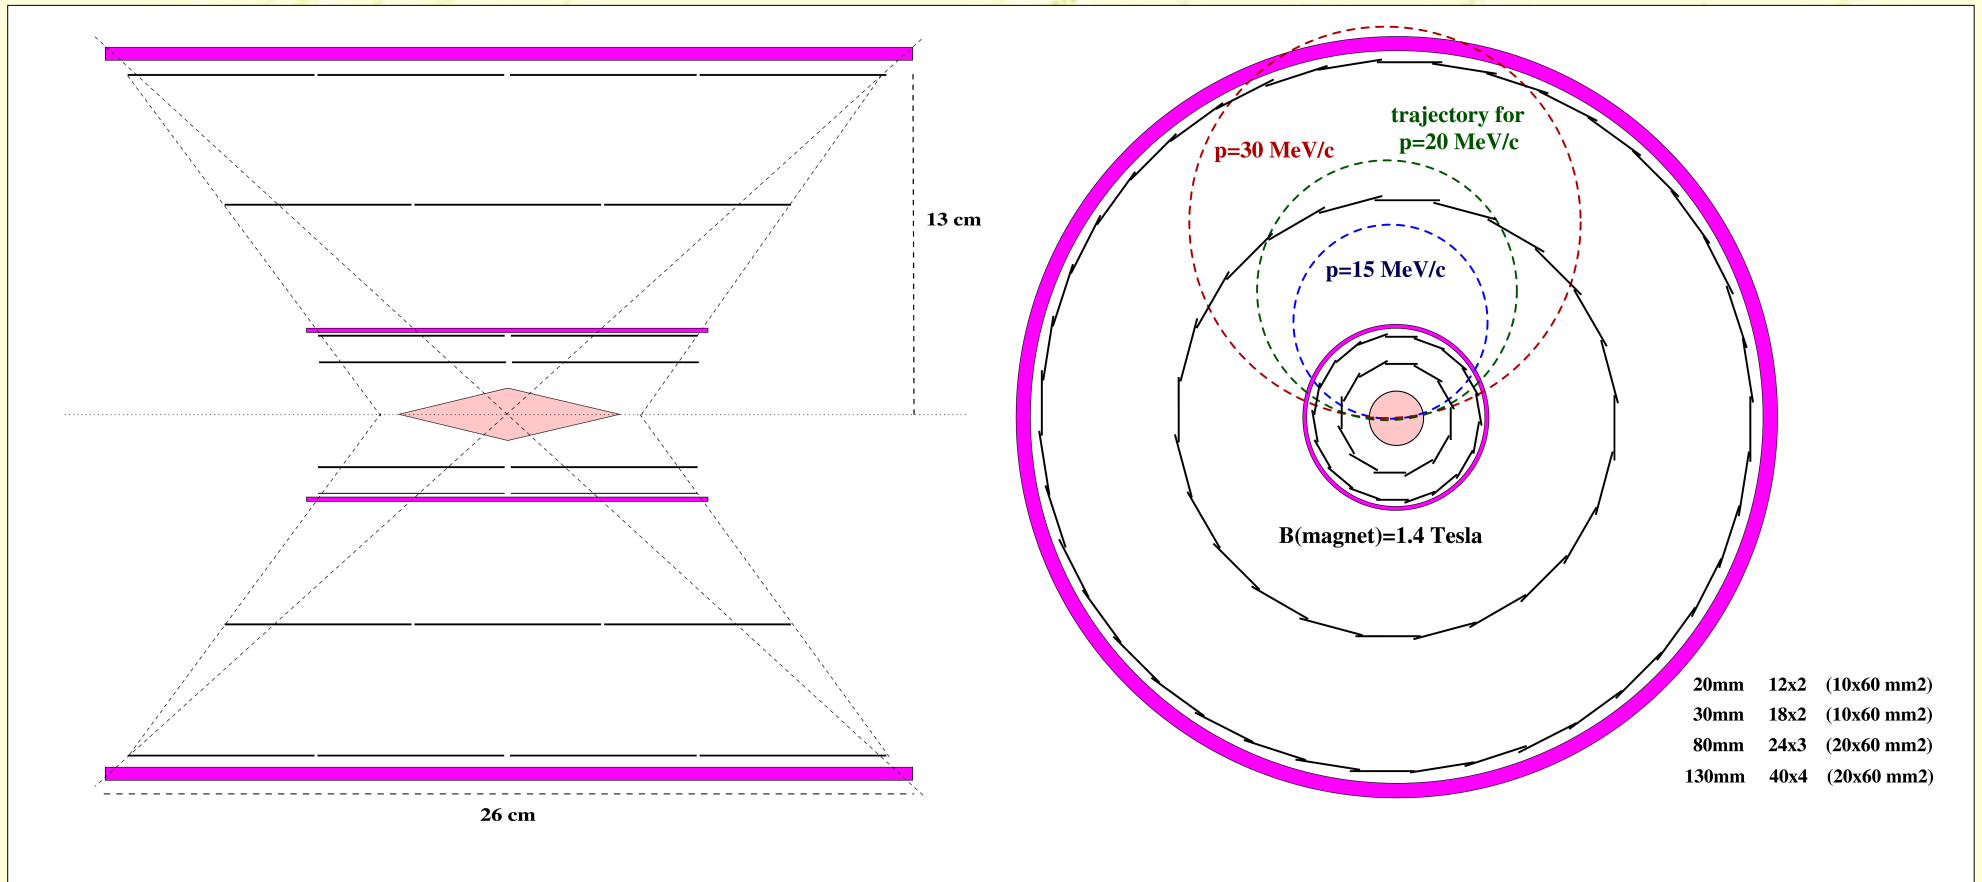 13 cm
26 cm
trajectory for
p=20 MeV/c
p=30 MeV/c
p=15 MeV/c
B(magnet)=1.4 Tesla
20mm 12x2 (10x60 mm2)
30mm 18x2 (10x60 mm2)
80mm 24x3 (20x60 mm2)
130mm 40x4 (20x60 mm2)